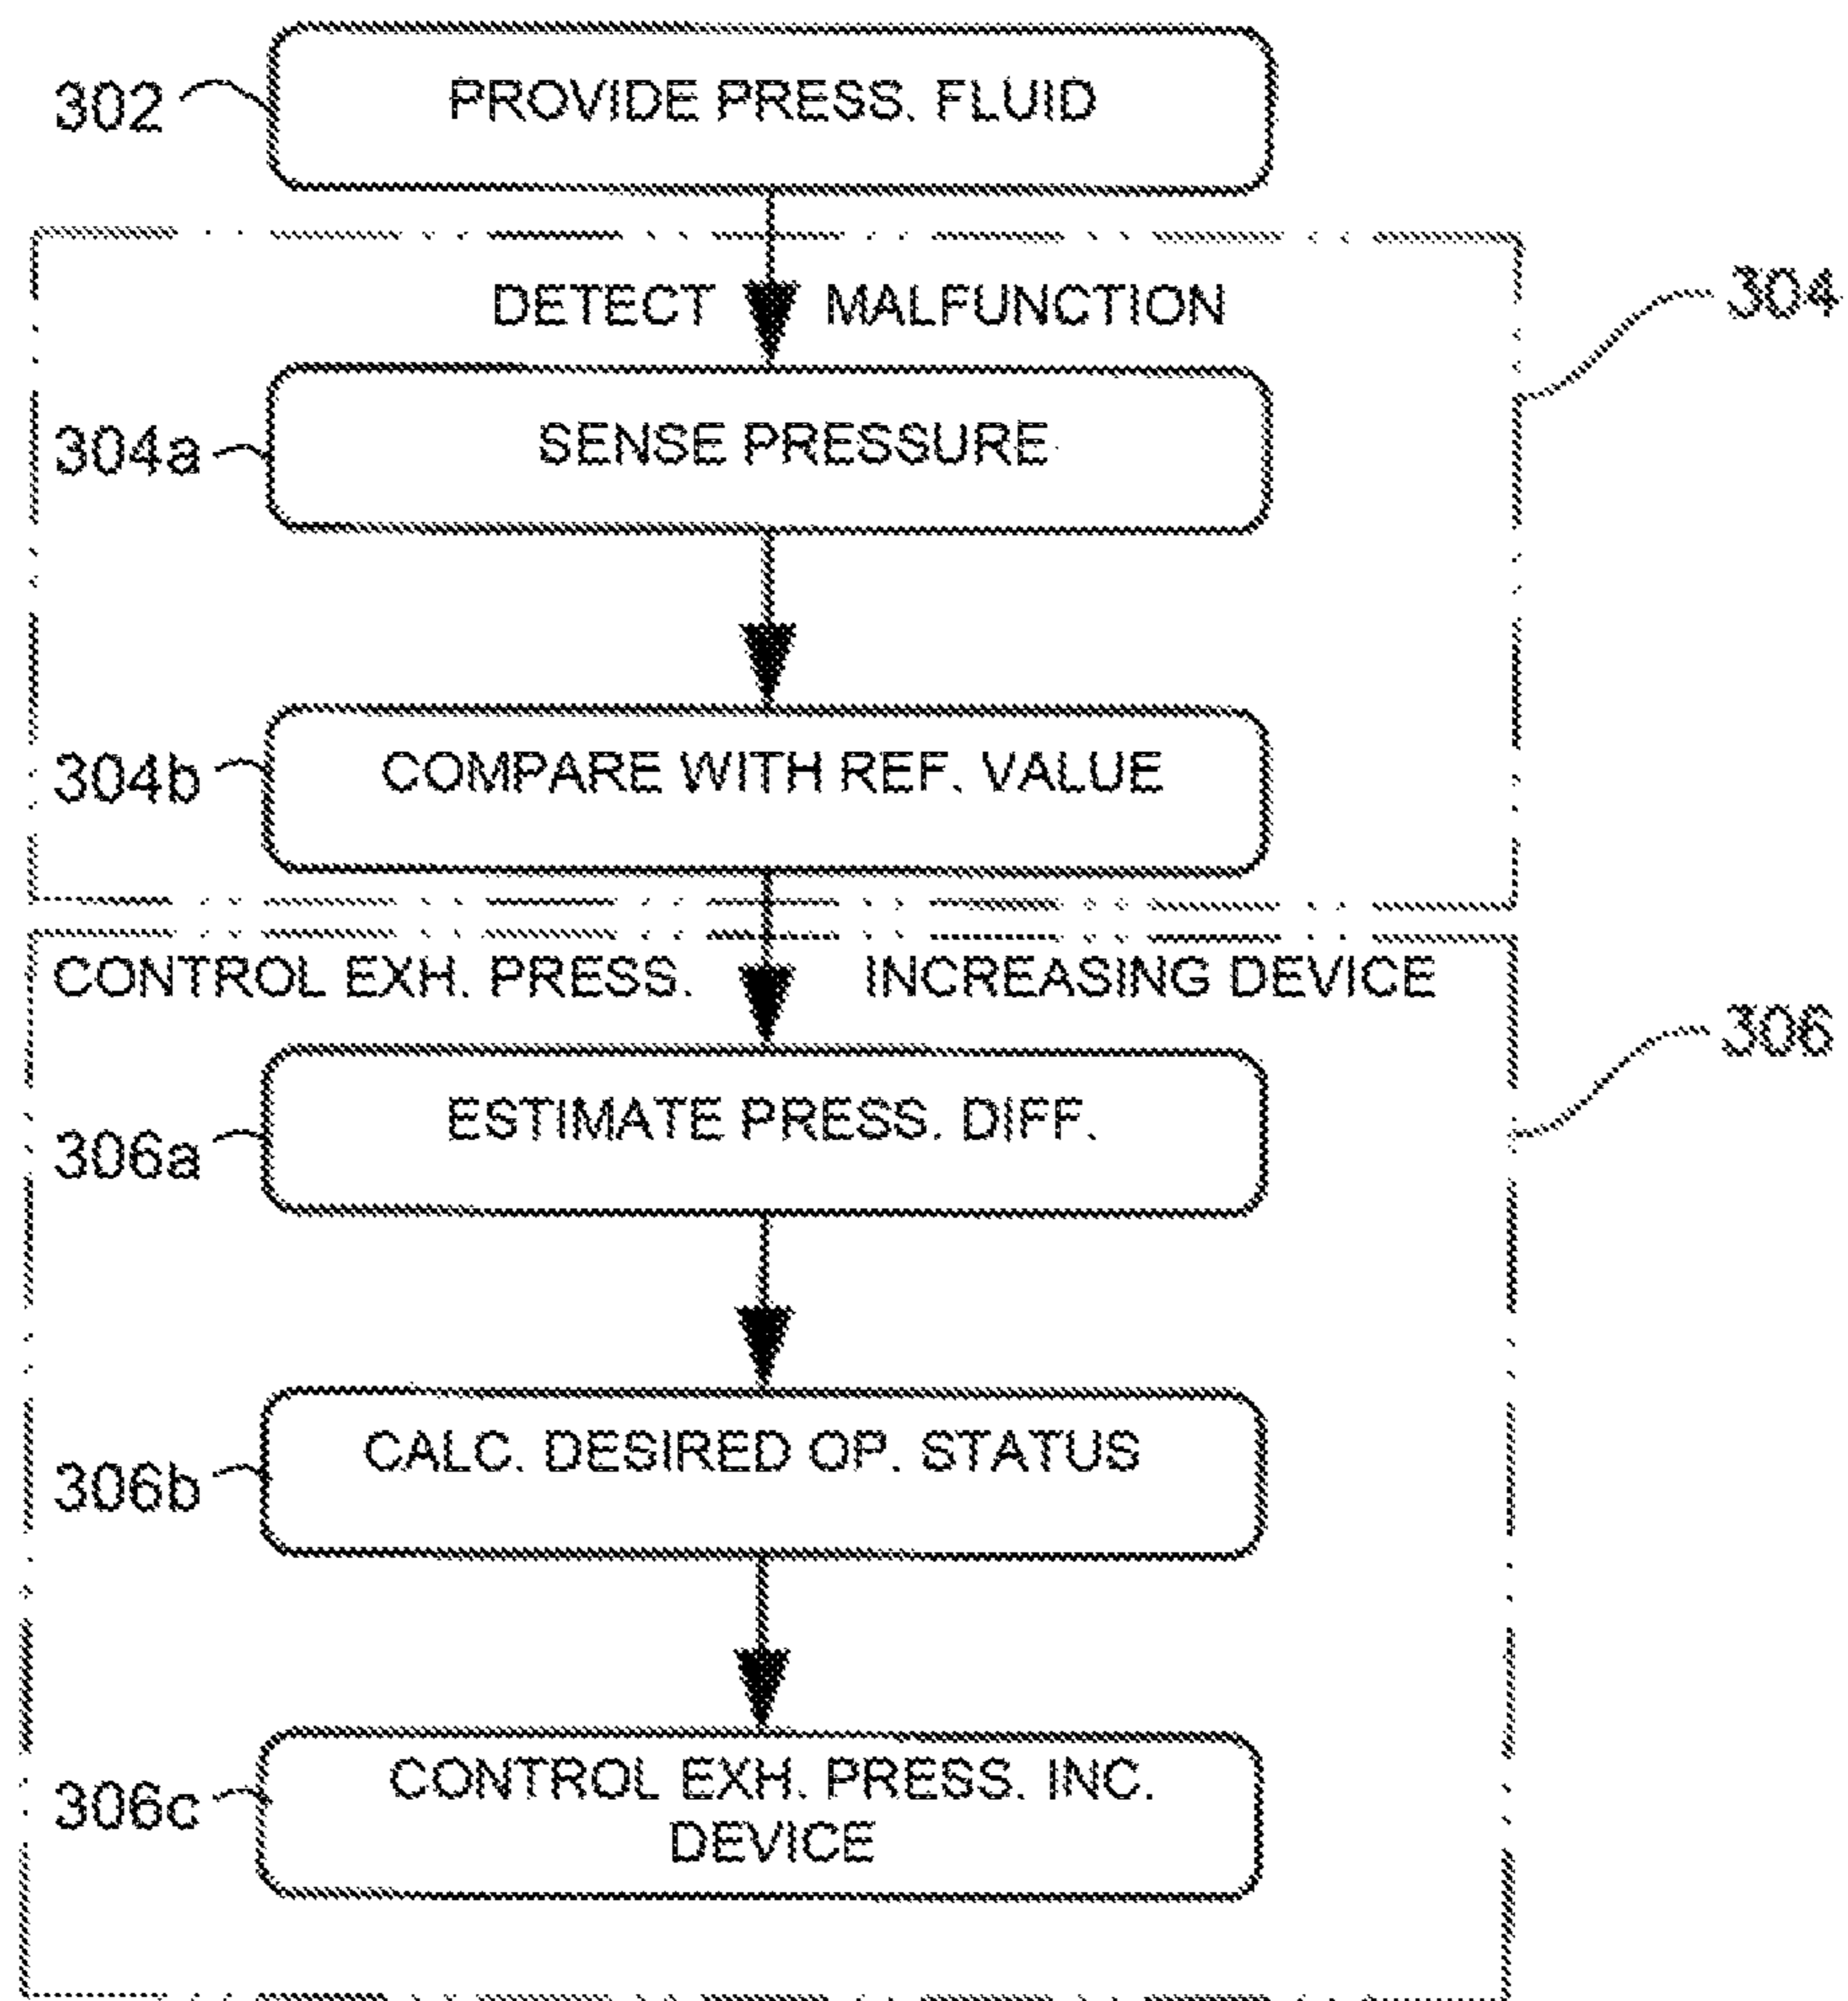 302
PROVIDE PRESS. FLUID
DETECT MALFUNCTION
304
304a
SENSE PRESSURE
304b
COMPARE WITH REF. VALUE
CONTROL EXH. PRESS. INCREASING DEVICE
306
306a
ESTIMATE PRESS. DIFF.
306b
CALC. DESIRED OP. STATUS
306c
CONTROL EXH. PRESS. INC.
DEVICE